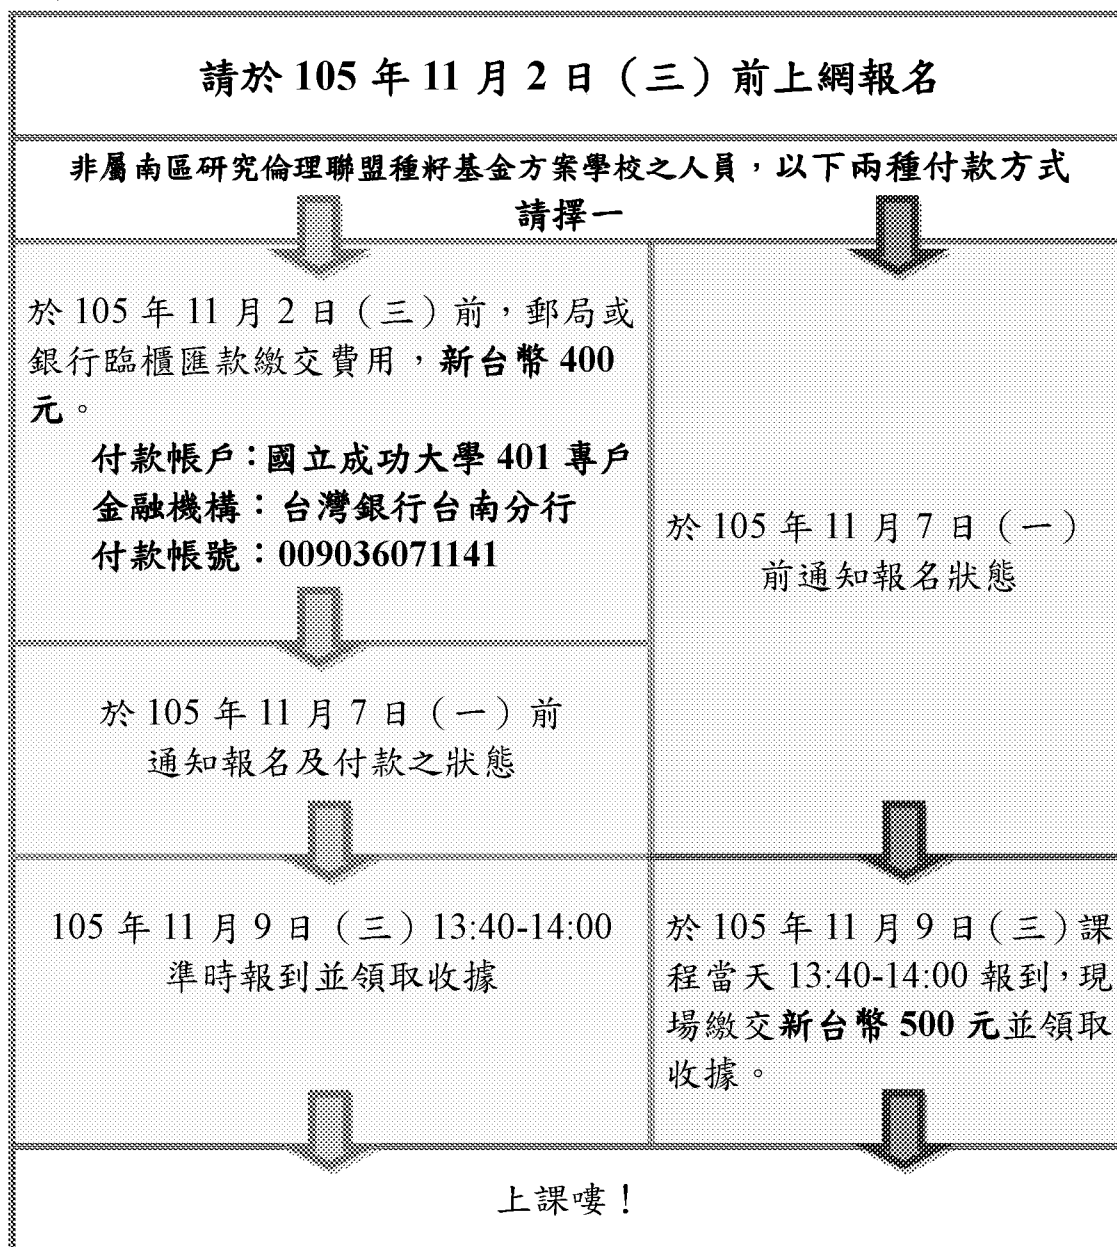 請於 105 年 11 月 2 日（三）前上網報名
非屬南區研究倫理聯盟種籽基金方案學校之人員，以下兩種付款方式
請擇一
於 105 年 11 月 2 日（三）前，郵局或
銀行臨櫃匯款繳交費用，新台幣 400
元。
付款帳戶：國立成功大學 401 專戶
金融機構：台灣銀行台南分行
付款帳號：009036071141
於 105 年 11 月 7 日（一）前
通知報名及付款之狀態
105 年 11 月 9 日（三）13:40-14:00
準時報到並領取收據
於 105 年 11 月 7 日（一）
前通知報名狀態
於 105 年 11 月 9 日（三）課
程當天 13:40-14:00 報到，現
場繳交新台幣 500 元並領取
收據。
上課嘍！